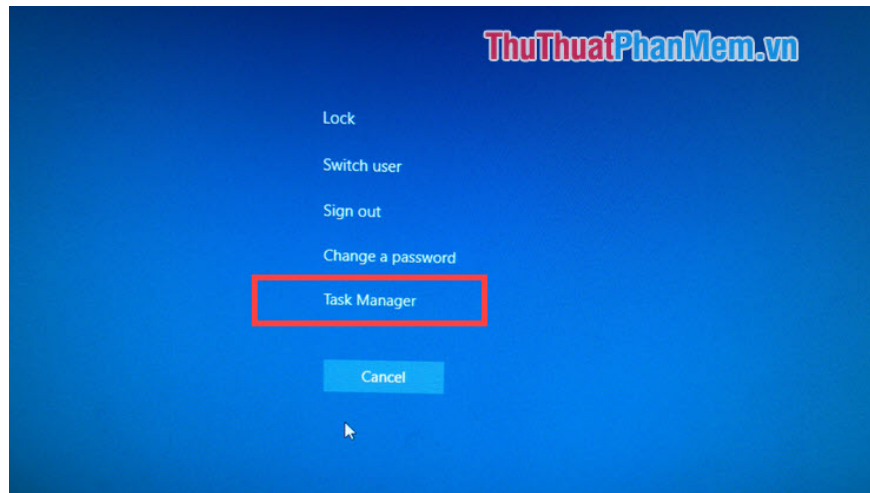 ThuThuatPhanMem.vn
Lock
Switch user
Sign out
Change a password
Task Manager
Cancel